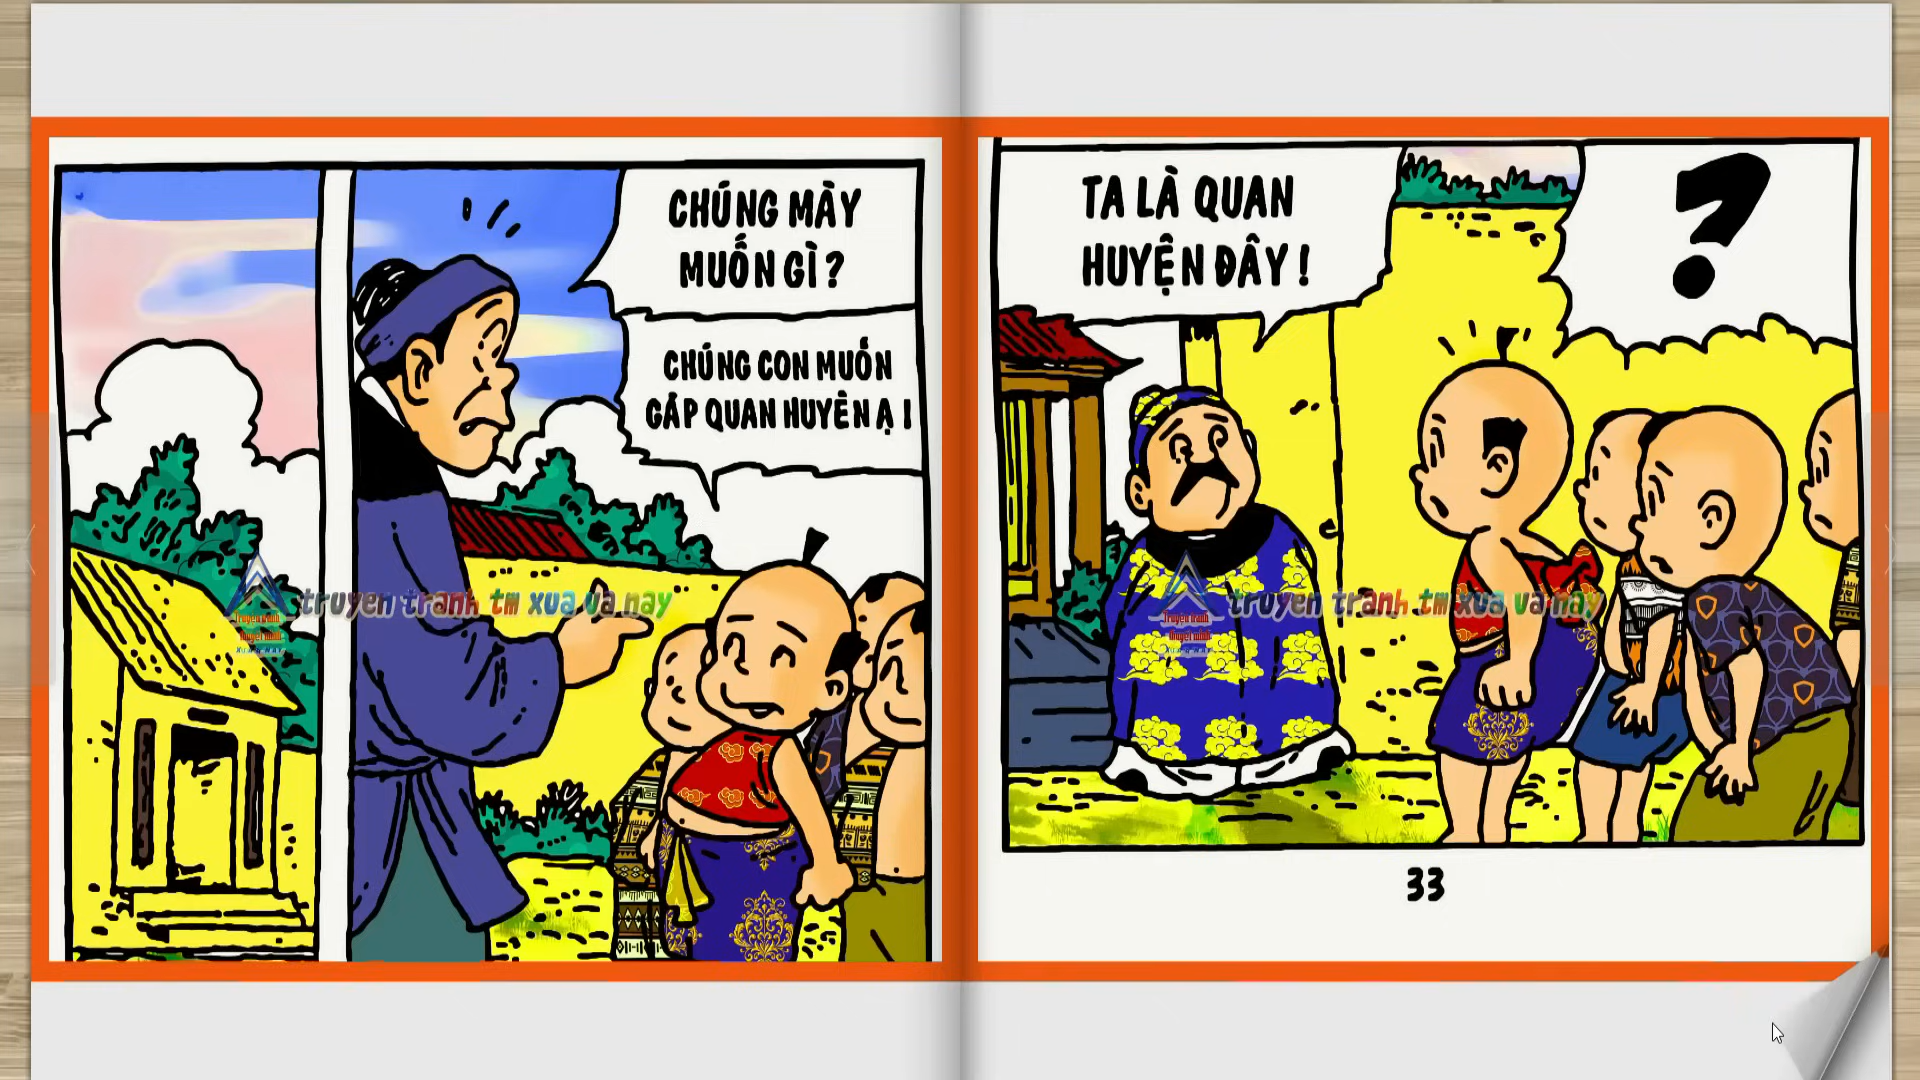 CHÚNG MÀY
MUỐN GÌ ?
CHÚNG CON MUỐN
GẶP QUAN HUYỆN Ạ !
truyen tranh tm xua va nay
TA LÀ QUAN
HUYỆN ĐÂY !
?
truyen tranh tm xua va nay
33